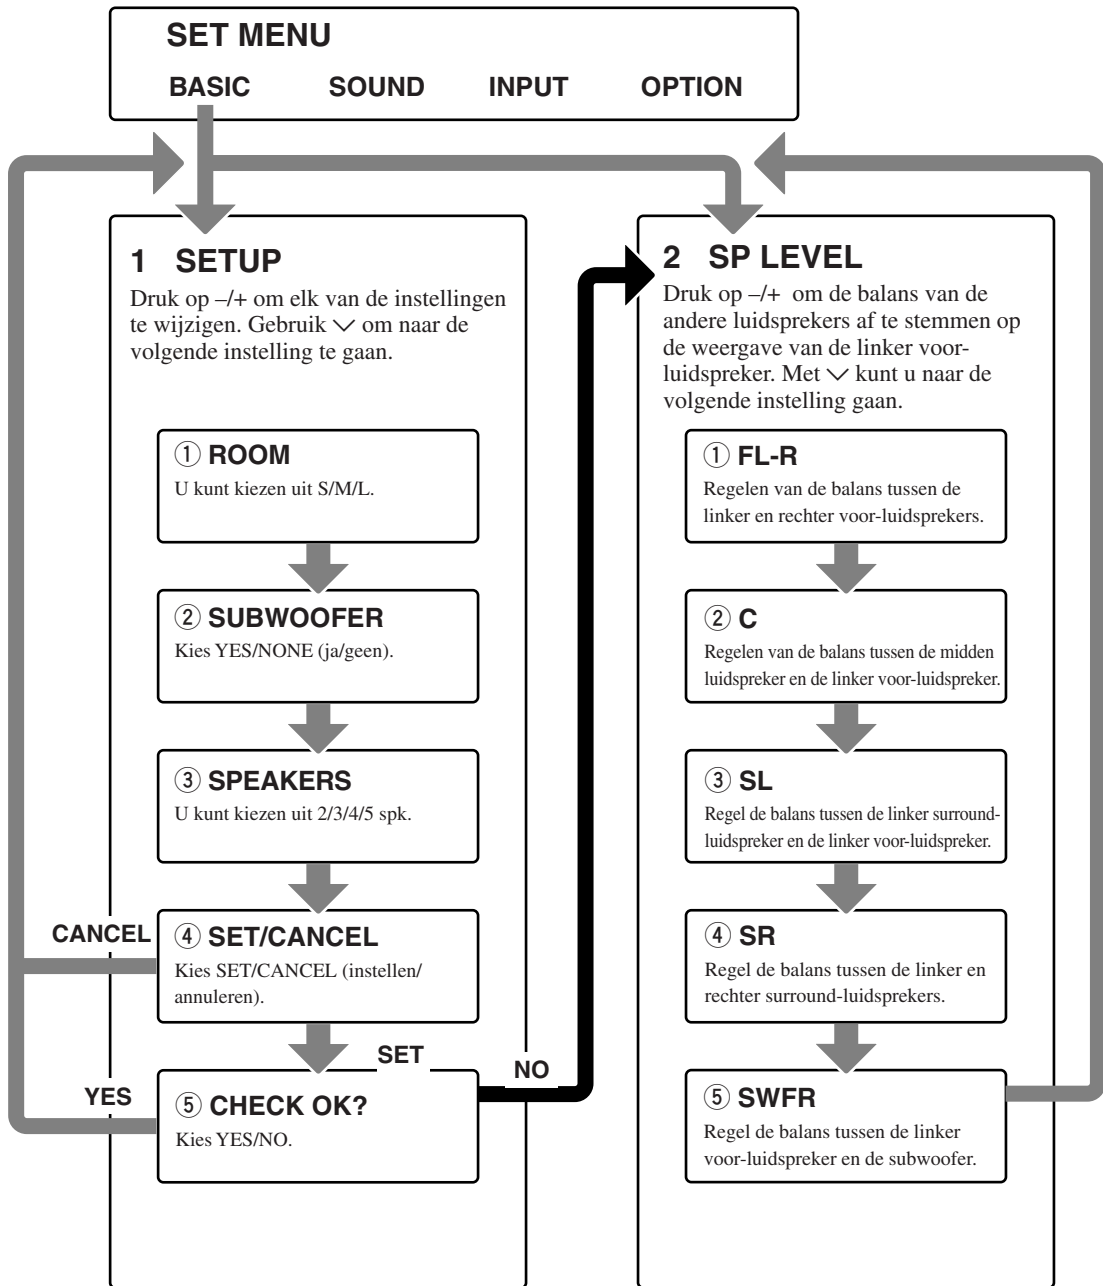 SET MENU
BASIC SOUND INPUT OPTION
1 SETUP
Druk op –/+ om elk van de instellingen
te wijzigen. Gebruik ∨ om naar de
volgende instelling te gaan.
① ROOM
U kunt kiezen uit S/M/L.
② SUBWOOFER
Kies YES/NONE (ja/geen).
③ SPEAKERS
U kunt kiezen uit 2/3/4/5 spk.
CANCEL
④ SET/CANCEL
Kies SET/CANCEL (instellen/
annuleren).
SET
NO
YES
⑤ CHECK OK?
Kies YES/NO.
2 SP LEVEL
Druk op –/+ om de balans van de
andere luidsprekers af te stemmen op
de weergave van de linker voor-
luidspreker. Met ∨ kunt u naar de
volgende instelling gaan.
① FL-R
Regelen van de balans tussen de
linker en rechter voor-luidsprekers.
② C
Regelen van de balans tussen de midden
luidspreker en de linker voor-luidspreker.
③ SL
Regel de balans tussen de linker surround-
luidspreker en de linker voor-luidspreker.
④ SR
Regel de balans tussen de linker en
rechter surround-luidsprekers.
⑤ SWFR
Regel de balans tussen de linker
voor-luidspreker en de subwoofer.